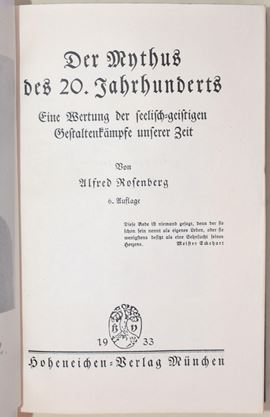 Der Mythus
des 20. Jahrhunderts
Eine Wertung der seelisch-geistigen
Gestaltenkämpfe unserer Zeit
Von
Alfred Rosenberg
6. Auflage
Diese Rede ist niemand gesagt, denn der sie
schon sein nennt als eigenes Leben, oder sie
wenigstens besitzt als eine Sehnsucht seines
Herzens. Meister Eckehart
1933
Hoheneichen-Verlag München